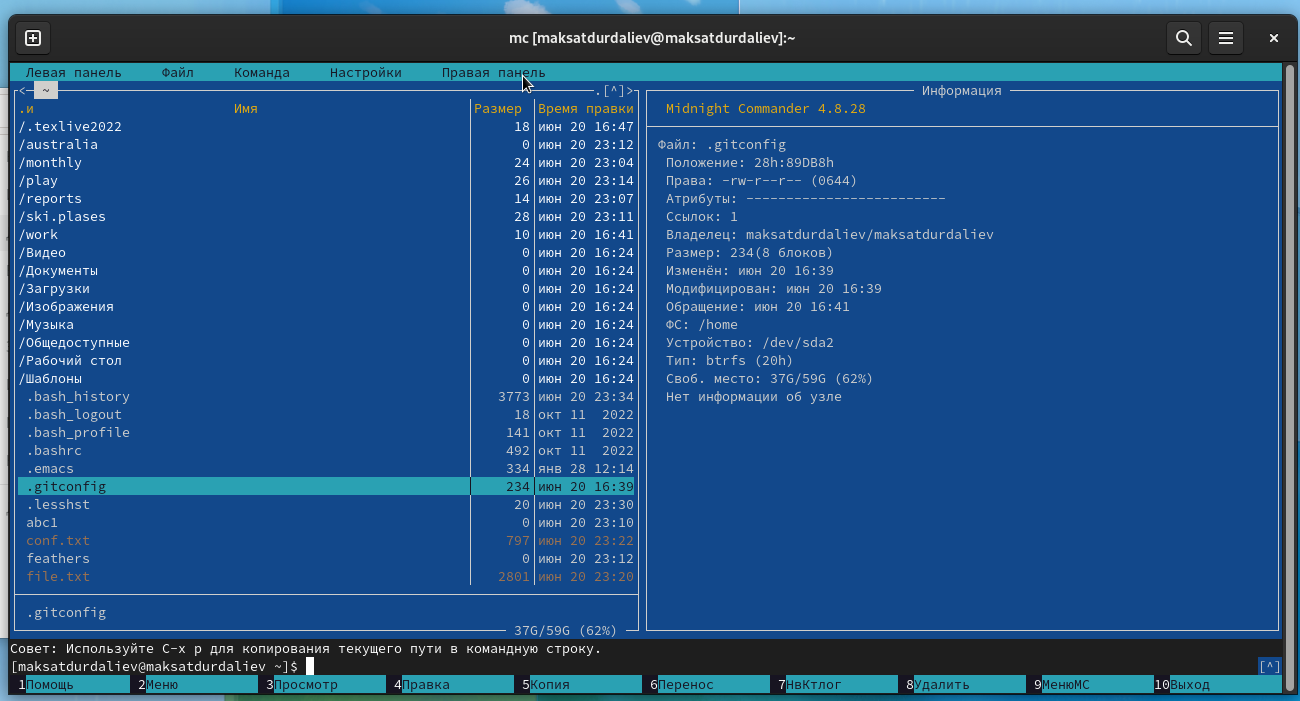 mc [maksatdurdaliev@maksatdurdaliev]:~
Левая панель Файл Команда Настройки Правая панель
<─ ~ .[^]>
Информация
.и Имя Размер Время правки
Midnight Commander 4.8.28
/.texlive2022 18 июн 20 16:47
/australia 0 июн 20 23:12
Файл: .gitconfig
/monthly 24 июн 20 23:04
Положение: 28h:89DB8h
/play 26 июн 20 23:14
Права: -rw-r--r-- (0644)
/reports 14 июн 20 23:07
Атрибуты: -------------------------
/ski.plases 28 июн 20 23:11
Ссылок: 1
/work 10 июн 20 16:41
Владелец: maksatdurdaliev/maksatdurdaliev
/Видео 0 июн 20 16:24
Размер: 234(8 блоков)
/Документы 0 июн 20 16:24
Изменён: июн 20 16:39
/Загрузки 0 июн 20 16:24
Модифицирован: июн 20 16:39
/Изображения 0 июн 20 16:24
Обращение: июн 20 16:41
/Музыка 0 июн 20 16:24
ФС: /home
/Общедоступные 0 июн 20 16:24
Устройство: /dev/sda2
/Рабочий стол 0 июн 20 16:24
Тип: btrfs (20h)
/Шаблоны 0 июн 20 16:24
Своб. место: 37G/59G (62%)
.bash_history 3773 июн 20 23:34
Нет информации об узле
.bash_logout 18 окт 11 2022
.bash_profile 141 окт 11 2022
.bashrc 492 окт 11 2022
.emacs 334 янв 28 12:14
.gitconfig 234 июн 20 16:39
.lesshst 20 июн 20 23:30
abc1 0 июн 20 23:10
conf.txt 797 июн 20 23:22
feathers 0 июн 20 23:12
file.txt 2801 июн 20 23:20
.gitconfig
37G/59G (62%)
Совет: Используйте C-x p для копирования текущего пути в командную строку.
[maksatdurdaliev@maksatdurdaliev ~]$ [^]
1Помощь 2Меню 3Просмотр 4Правка 5Копия 6Перенос 7НвКтлог 8Удалить 9МенюMC 10Выход